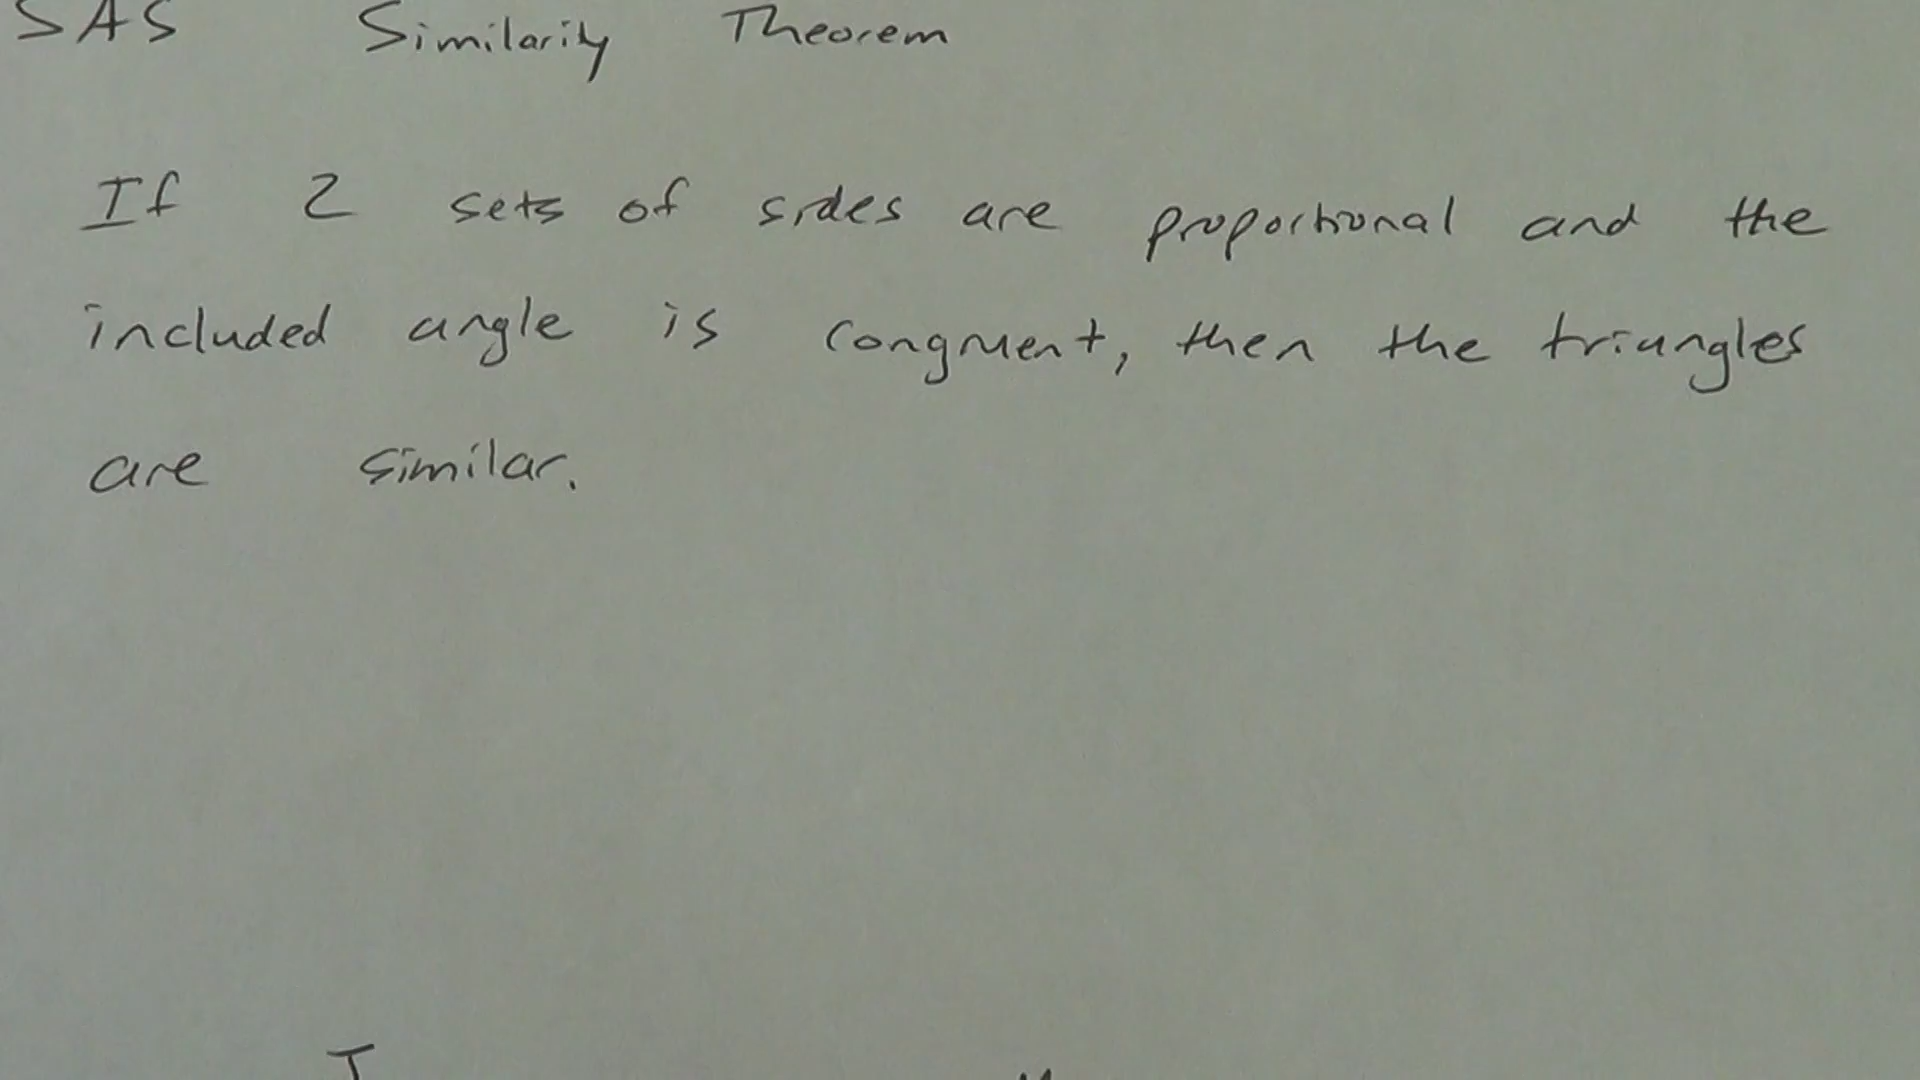 SAS Similarity Theorem
If 2 sets of sides are proportional and the
included angle is congruent, then the triangles
are similar.